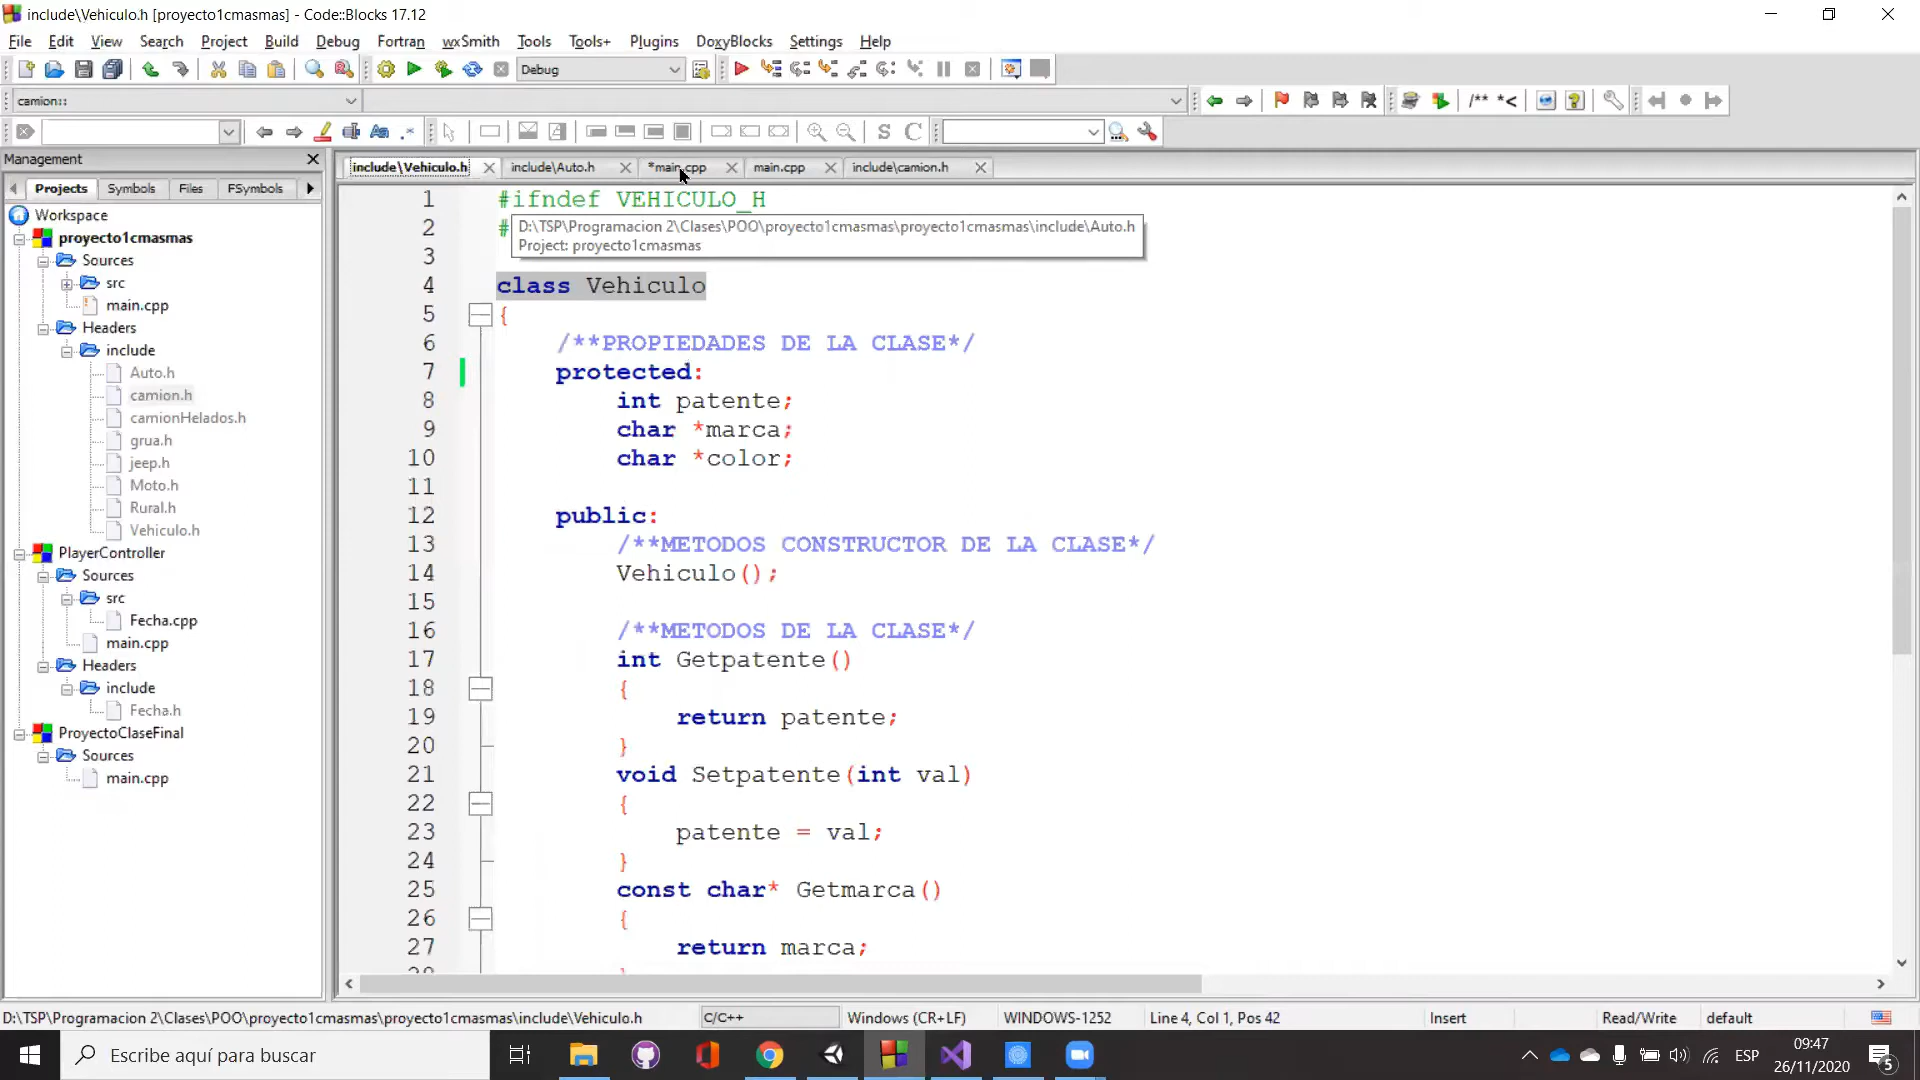 include\Vehiculo.h [proyecto1cmasmas] - Code::Blocks 17.12
File Edit View Search Project Build Debug Fortran wxSmith Tools Tools+ Plugins DoxyBlocks Settings Help
Debug
camion::
/** *<
Management
include\Vehiculo.h include\Auto.h *main.cpp main.cpp include\camion.h
Projects Symbols Files FSymbols
Workspace
proyecto1cmasmas
Sources
src
main.cpp
Headers
include
Auto.h
camion.h
camionHelados.h
grua.h
jeep.h
Moto.h
Rural.h
Vehiculo.h
PlayerController
Sources
src
Fecha.cpp
main.cpp
Headers
include
Fecha.h
ProyectoClaseFinal
Sources
main.cpp
1 #ifndef VEHICULO_H
2 #
D:\TSP\Programacion 2\Clases\POO\proyecto1cmasmas\proyecto1cmasmas\include\Auto.h
Project: proyecto1cmasmas
3
4 class Vehiculo
5 {
6 /**PROPIEDADES DE LA CLASE*/
7 protected:
8 int patente;
9 char *marca;
10 char *color;
11
12 public:
13 /**METODOS CONSTRUCTOR DE LA CLASE*/
14 Vehiculo();
15
16 /**METODOS DE LA CLASE*/
17 int Getpatente()
18 {
19 return patente;
20 }
21 void Setpatente(int val)
22 {
23 patente = val;
24 }
25 const char* Getmarca()
26 {
27 return marca;
D:\TSP\Programacion 2\Clases\POO\proyecto1cmasmas\proyecto1cmasmas\include\Vehiculo.h C/C++ Windows (CR+LF) WINDOWS-1252 Line 4, Col 1, Pos 42 Insert Read/Write default
Escribe aquí para buscar
ESP
09:47
26/11/2020
5